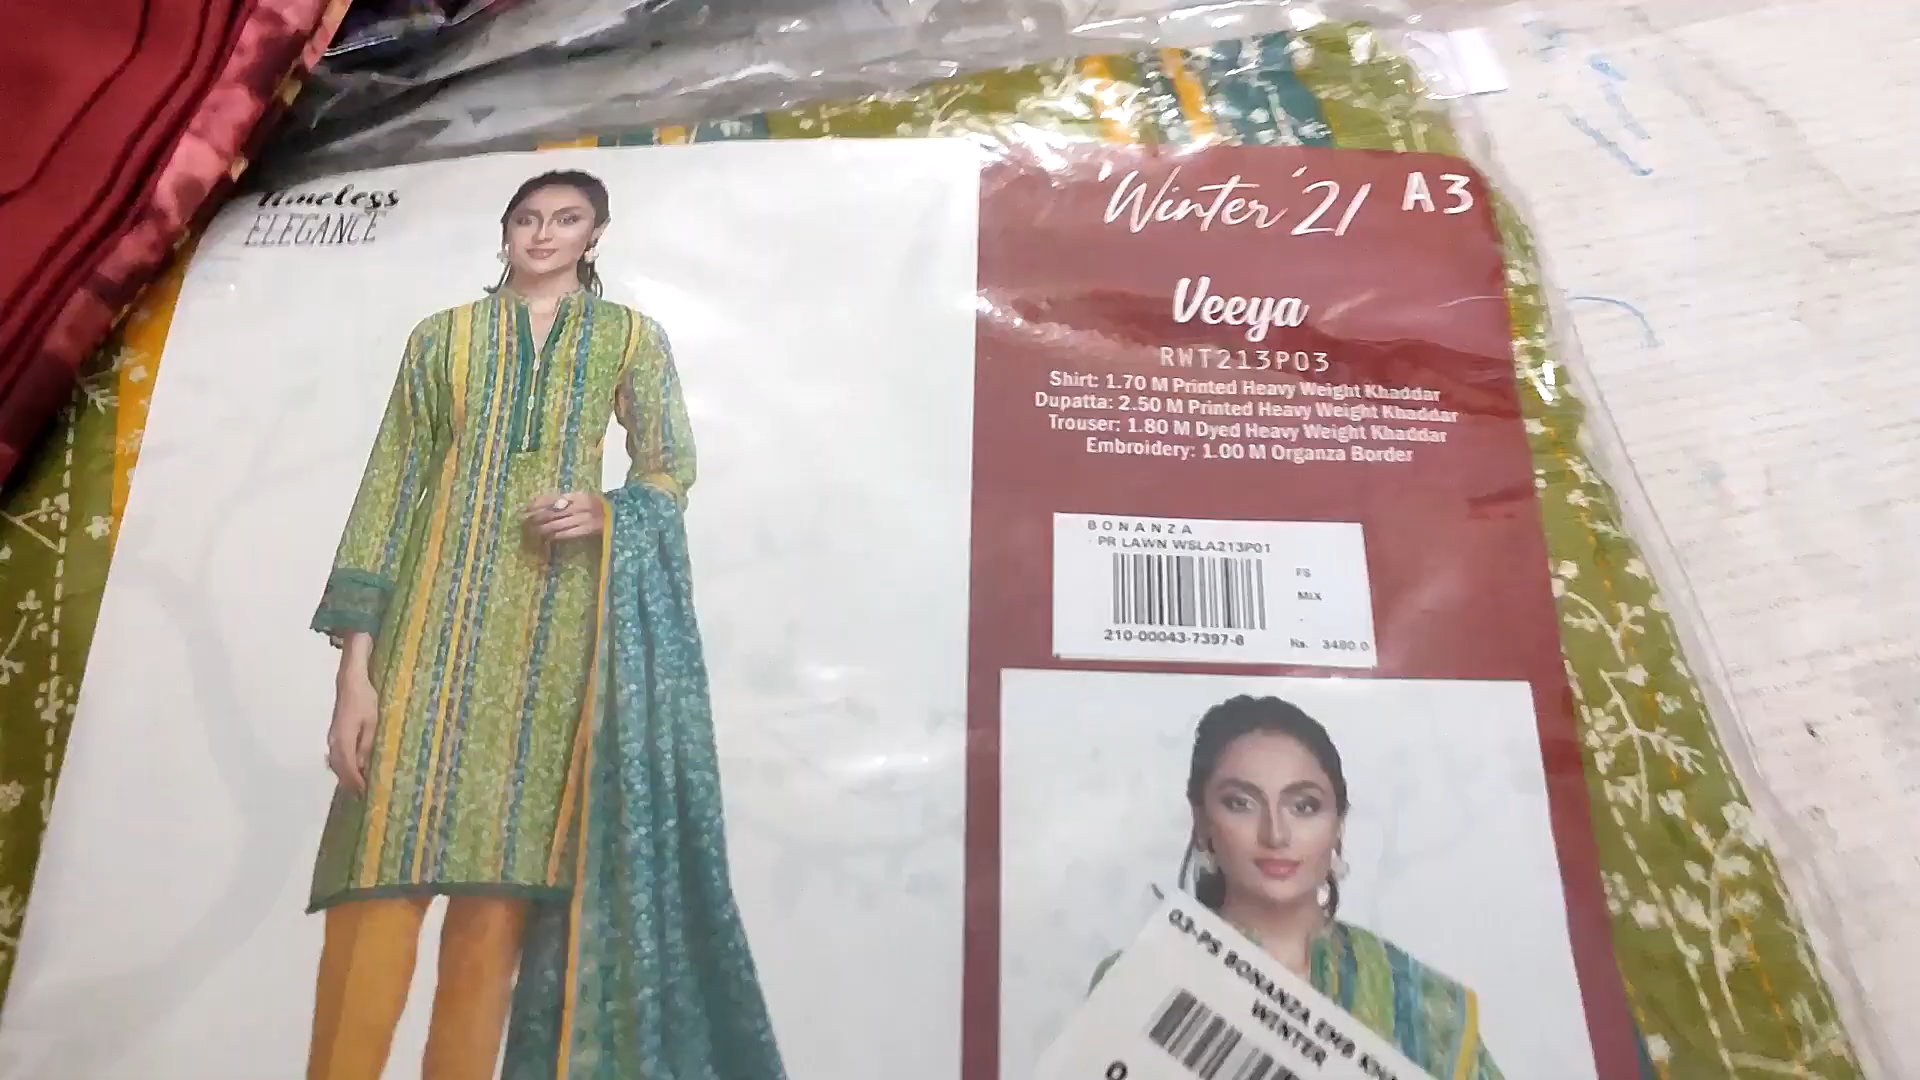 Timeless
ELEGANCE
'Winter '21 A3
Veeya
RWT213P03
Shirt: 1.70 M Printed Heavy Weight Khaddar
Dupatta: 2.50 M Printed Heavy Weight Khaddar
Trouser: 1.80 M Dyed Heavy Weight Khaddar
Embroidery: 1.00 M Organza Border
BONANZA
PR LAWN WSLA213P01
FS
MIX
210-00043-7397-6
Rs. 3480.0
03-PS BONANZA EMB
WINTER